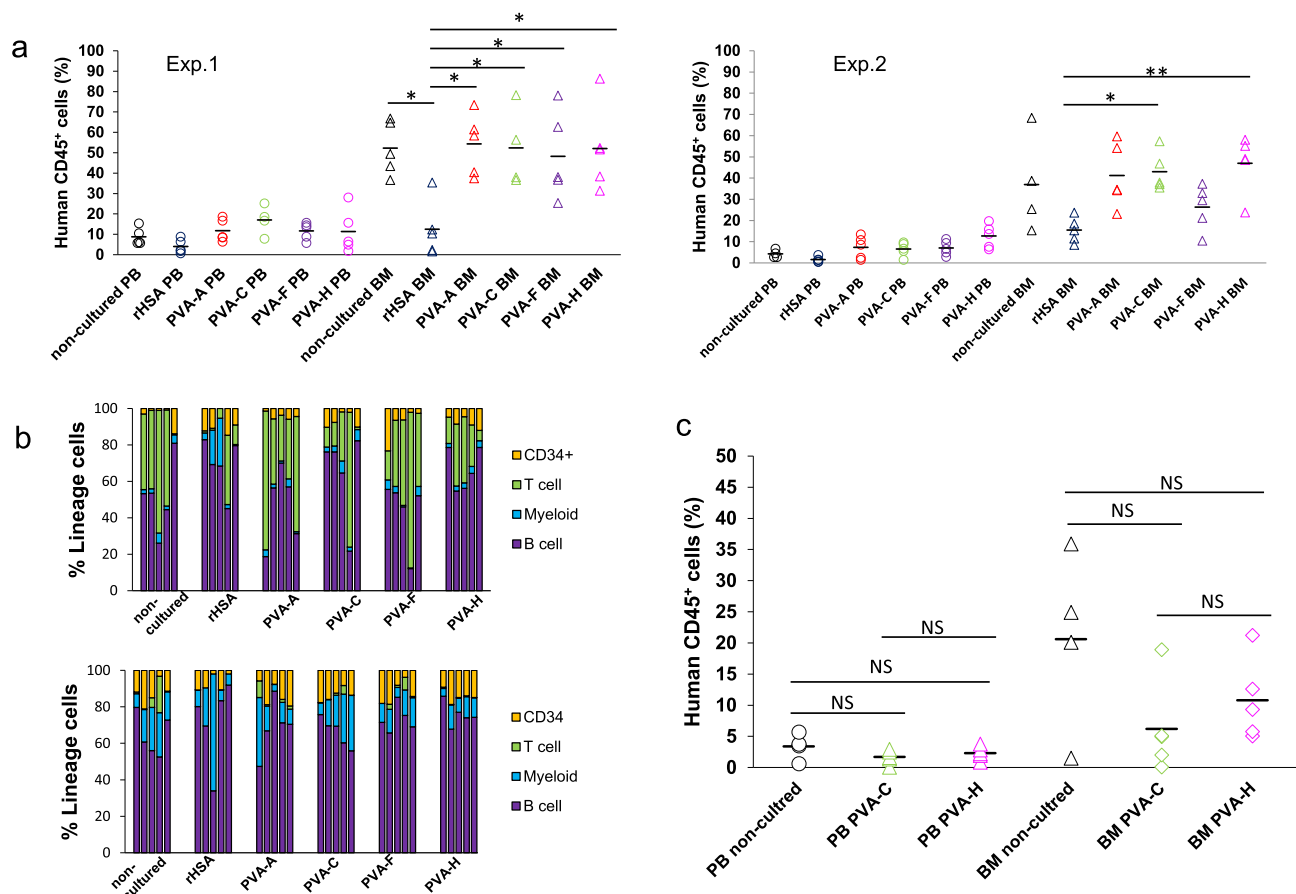 a
Exp.1
Human CD45+ cells (%)
100
90
80
70
60
50
40
30
20
10
0
*
*
*
*
*
non-cultured PB
rHSA PB
PVA-A PB
PVA-C PB
PVA-F PB
PVA-H PB
non-cultured BM
rHSA BM
PVA-A BM
PVA-C BM
PVA-F BM
PVA-H BM
Exp.2
Human CD45+ cells (%)
100
90
80
70
60
50
40
30
20
10
0
**
*
non-cultured PB
rHSA PB
PVA-A PB
PVA-C PB
PVA-F PB
PVA-H PB
non-cultured BM
rHSA BM
PVA-A BM
PVA-C BM
PVA-F BM
PVA-H BM
b
% Lineage cells
100
80
60
40
20
0
non-
cultured
rHSA
PVA-A
PVA-C
PVA-F
PVA-H
CD34+
T cell
Myeloid
B cell
% Lineage cells
100
80
60
40
20
0
non-
cultured
rHSA
PVA-A
PVA-C
PVA-F
PVA-H
CD34
T cell
Myeloid
B cell
c
Human CD45+ cells (%)
50
45
40
35
30
25
20
15
10
5
0
NS
NS
NS
NS
NS
NS
PB non-cultred
PB PVA-C
PB PVA-H
BM non-cultred
BM PVA-C
BM PVA-H